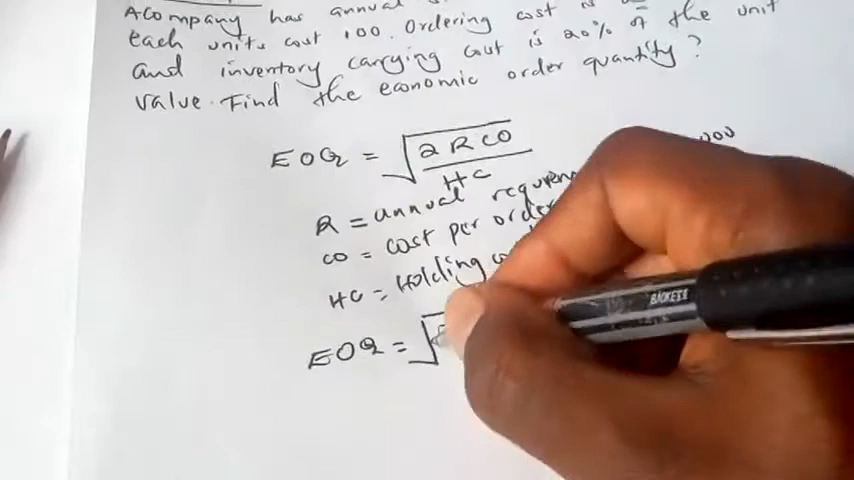 A Company has annual
each units cost 100. Ordering cost is
and inventory carrying cost is 20% of the unit
value. Find the economic order quantity?
EOQ = √2RCO
HC
R = annual
CO = cost per order
HC = Holding
EOQ = √